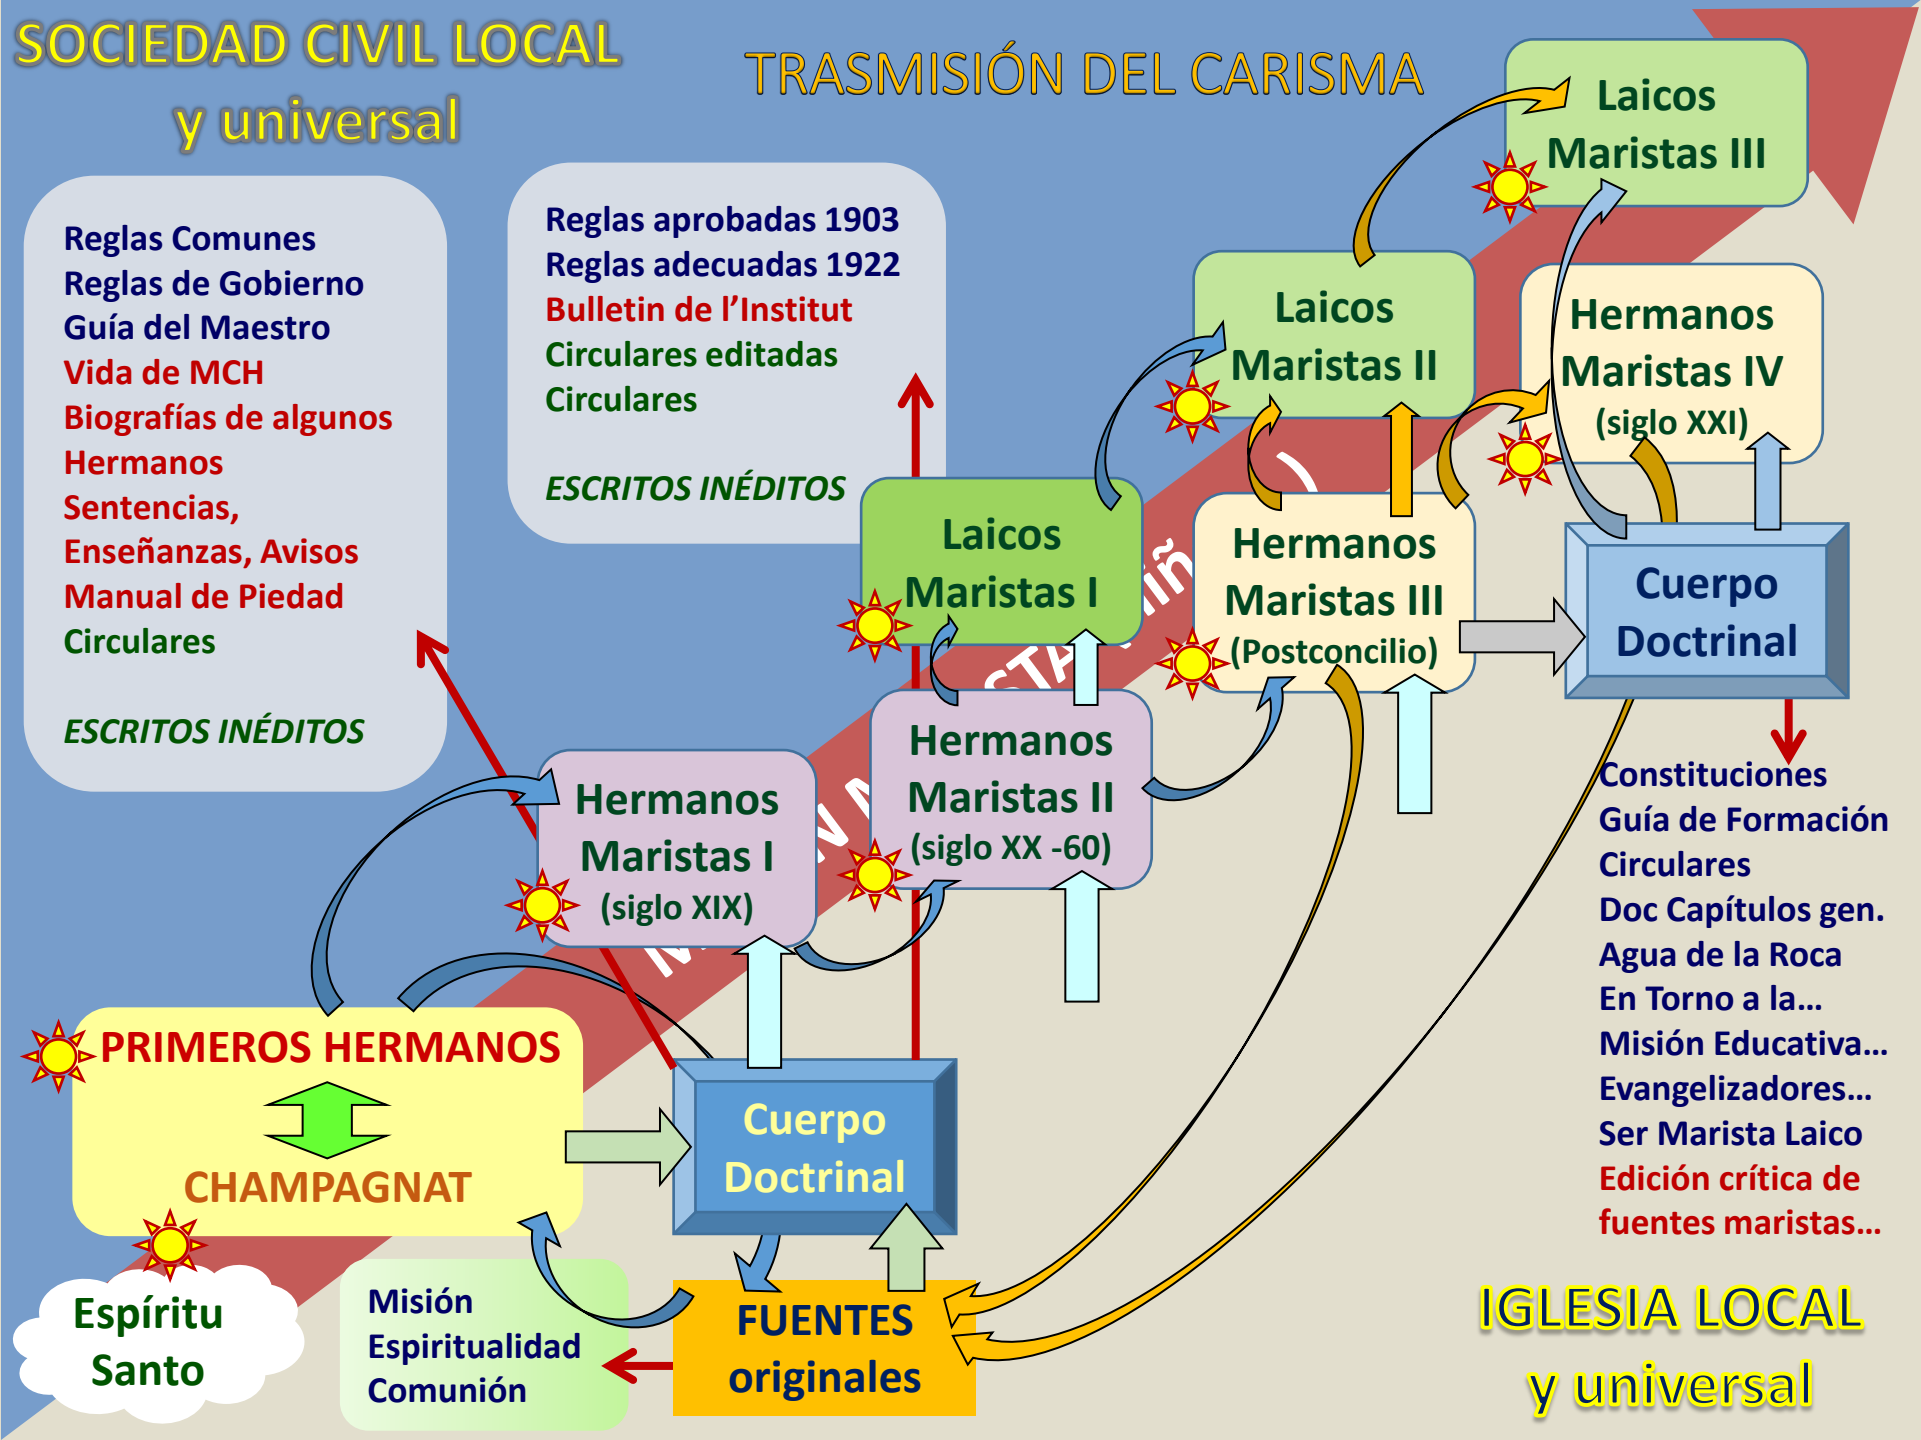 SOCIEDAD CIVIL LOCAL
y universal
TRASMISIÓN DEL CARISMA
Reglas Comunes
Reglas de Gobierno
Guía del Maestro
Vida de MCH
Biografías de algunos
Hermanos
Sentencias,
Enseñanzas, Avisos
Manual de Piedad
Circulares
ESCRITOS INÉDITOS
Reglas aprobadas 1903
Reglas adecuadas 1922
Bulletin de l’Institut
Circulares editadas
Circulares
ESCRITOS INÉDITOS
Laicos
Maristas III
Laicos
Maristas II
Hermanos
Maristas IV
(siglo XXI)
Laicos
Maristas I
Hermanos
Maristas III
(Postconcilio)
Cuerpo
Doctrinal
Hermanos
Maristas II
(siglo XX -60)
Hermanos
Maristas I
(siglo XIX)
Constituciones
Guía de Formación
Circulares
Doc Capítulos gen.
Agua de la Roca
En Torno a la…
Misión Educativa…
Evangelizadores…
Ser Marista Laico
Edición crítica de
fuentes maristas…
PRIMEROS HERMANOS
CHAMPAGNAT
Cuerpo
Doctrinal
Espíritu
Santo
Misión
Espiritualidad
Comunión
FUENTES
originales
IGLESIA LOCAL
y universal